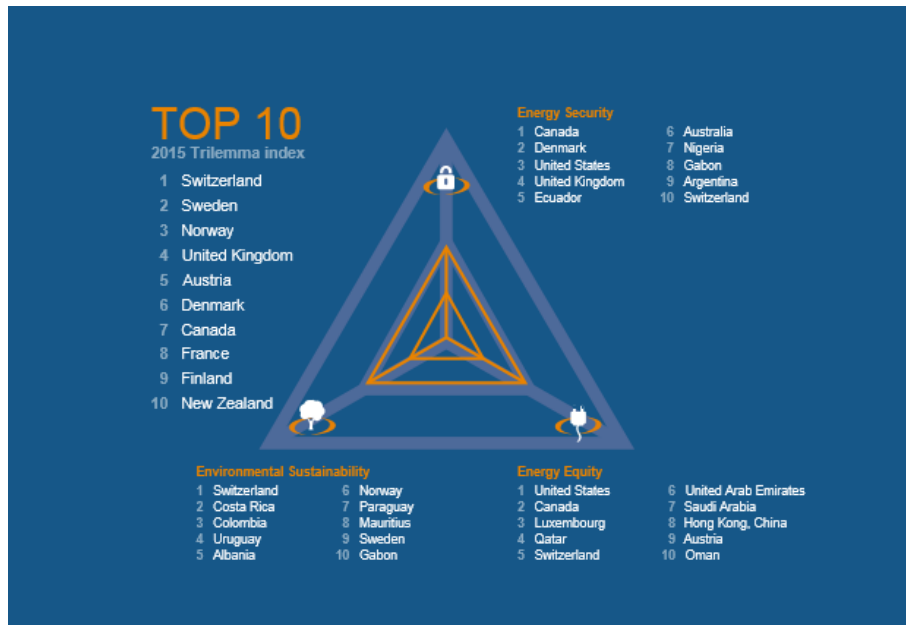 TOP 10
2015 Trilemma index
1 Switzerland
2 Sweden
3 Norway
4 United Kingdom
5 Austria
6 Denmark
7 Canada
8 France
9 Finland
10 New Zealand
Energy Security
1 Canada
2 Denmark
3 United States
4 United Kingdom
5 Ecuador
6 Australia
7 Nigeria
8 Gabon
9 Argentina
10 Switzerland
Environmental Sustainability
1 Switzerland
2 Costa Rica
3 Colombia
4 Uruguay
5 Albania
6 Norway
7 Paraguay
8 Mauritius
9 Sweden
10 Gabon
Energy Equity
1 United States
2 Canada
3 Luxembourg
4 Qatar
5 Switzerland
6 United Arab Emirates
7 Saudi Arabia
8 Hong Kong, China
9 Austria
10 Oman